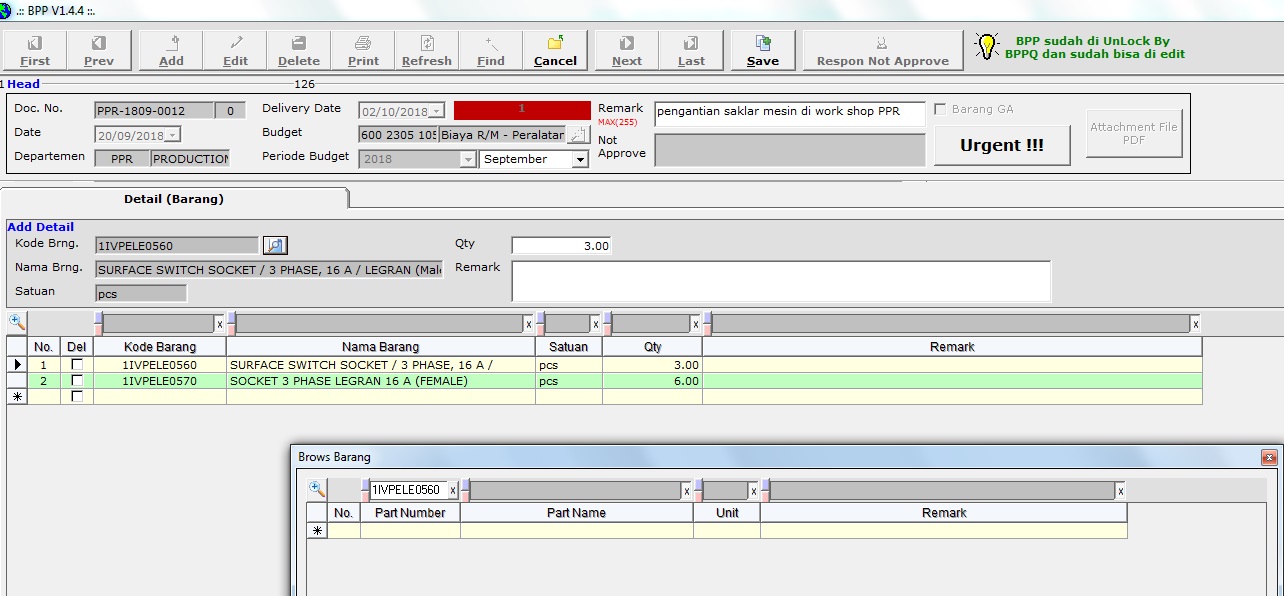 .:: BPP V1.4.4 ::.
First Prev Add Edit Delete Print Refresh Find Cancel Next Last Save Respon Not Approve
BPP sudah di UnLock By
BPPQ dan sudah bisa di edit
1 Head 126
Doc. No. PPR-1809-0012 0 Delivery Date 02/10/2018 1 Remark pengantian saklar mesin di work shop PPR Barang GA
MAX(255)
Date 20/09/2018 Budget 600 2305 105 Biaya R/M - Peralatar Not Approve Urgent !!! Attachment File PDF
Departemen PPR PRODUCTION Periode Budget 2018 September
Detail (Barang)
Add Detail
Kode Brng. 1IVPELE0560 Qty 3.00
Nama Brng. SURFACE SWITCH SOCKET / 3 PHASE, 16 A / LEGRAN (Mal Remark
Satuan pcs
x x x x x
No. Del Kode Barang Nama Barang Satuan Qty Remark
1 1IVPELE0560 SURFACE SWITCH SOCKET / 3 PHASE, 16 A / pcs 3.00
2 1IVPELE0570 SOCKET 3 PHASE LEGRAN 16 A (FEMALE) pcs 6.00
Brows Barang
1IVPELE0560 x x x x
No. Part Number Part Name Unit Remark